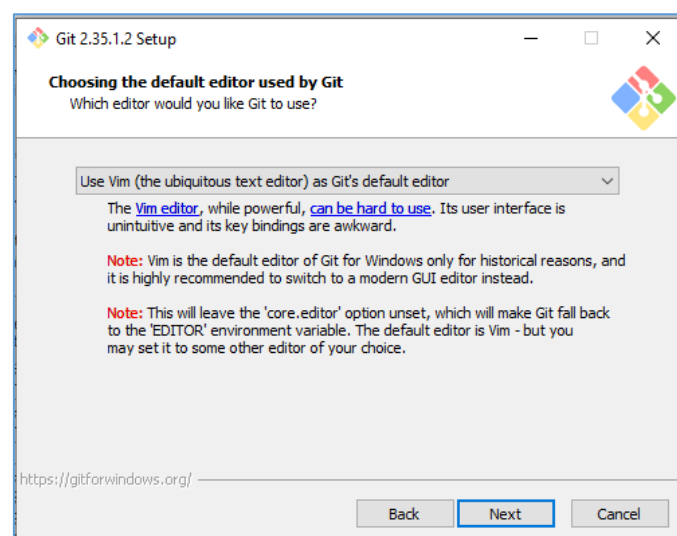 Git 2.35.1.2 Setup
Choosing the default editor used by Git
Which editor would you like Git to use?
Use Vim (the ubiquitous text editor) as Git's default editor
The Vim editor, while powerful, can be hard to use. Its user interface is
unintuitive and its key bindings are awkward.
Note: Vim is the default editor of Git for Windows only for historical reasons, and
it is highly recommended to switch to a modern GUI editor instead.
Note: This will leave the 'core.editor' option unset, which will make Git fall back
to the 'EDITOR' environment variable. The default editor is Vim - but you
may set it to some other editor of your choice.
https://gitforwindows.org/
Back Next Cancel